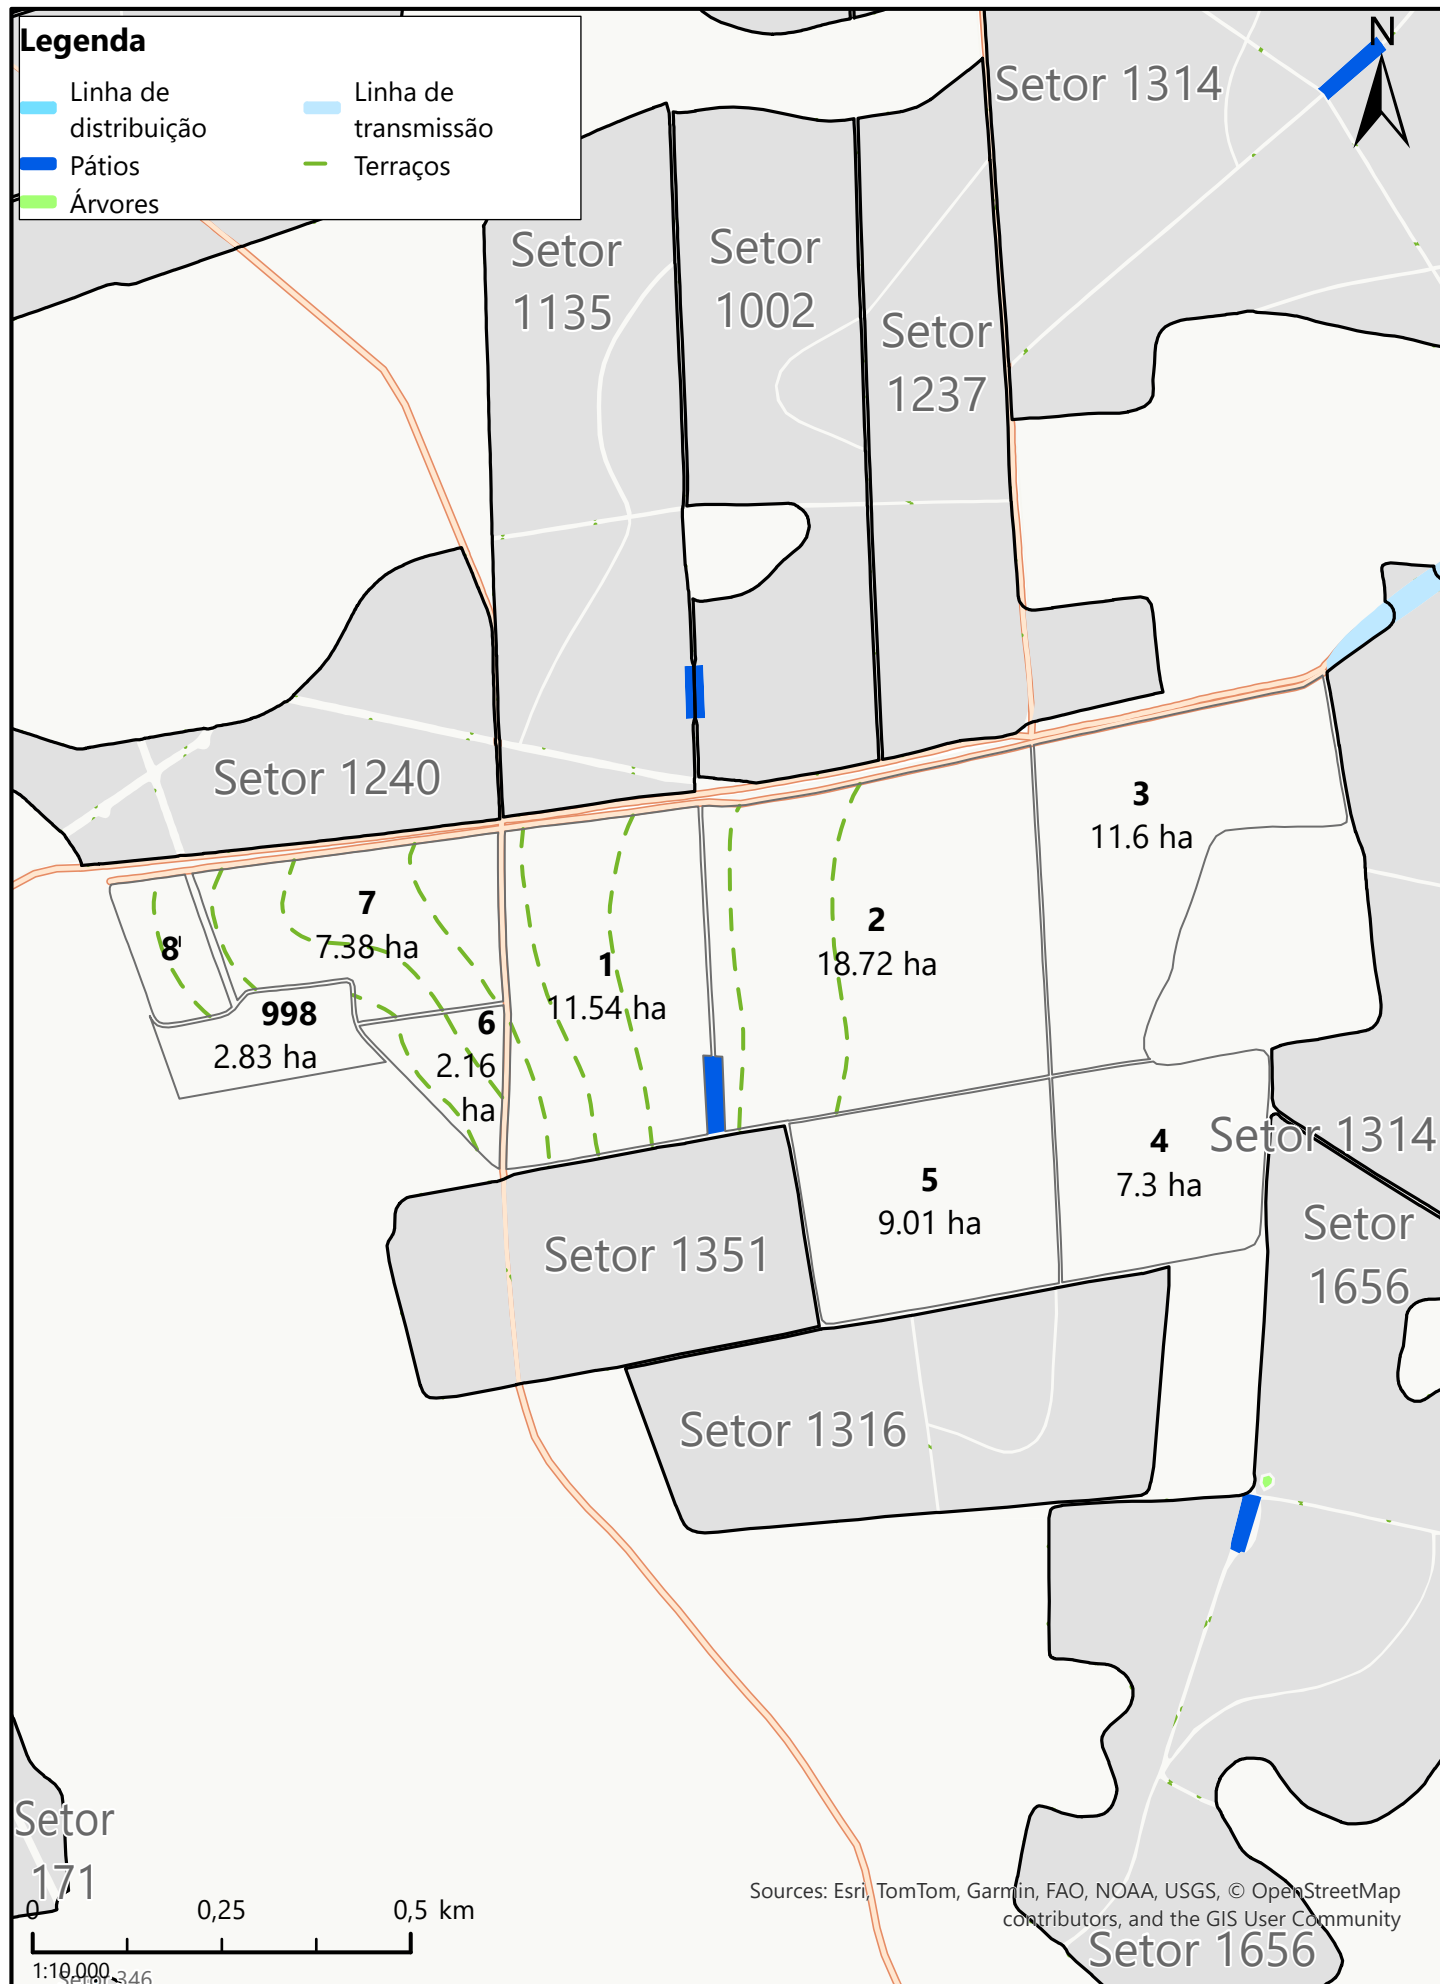 Legenda
Linha de
distribuição
Linha de
transmissão
Pátios
Terraços
Árvores
N
Setor 1314
Setor
1135
Setor
1002
Setor
1237
Setor 1240
3
11.6 ha
7
7.38 ha
2
18.72 ha
8
1
11.54 ha
998
2.83 ha
6
2.16
ha
4
7.3 ha
Setor 1314
5
9.01 ha
Setor
1656
Setor 1351
Setor 1316
Setor
171
Sources: Esri, TomTom, Garmin, FAO, NOAA, USGS, © OpenStreetMap
contributors, and the GIS User Community
0 0,25 0,5 km
Setor 1656
1:10.000
346